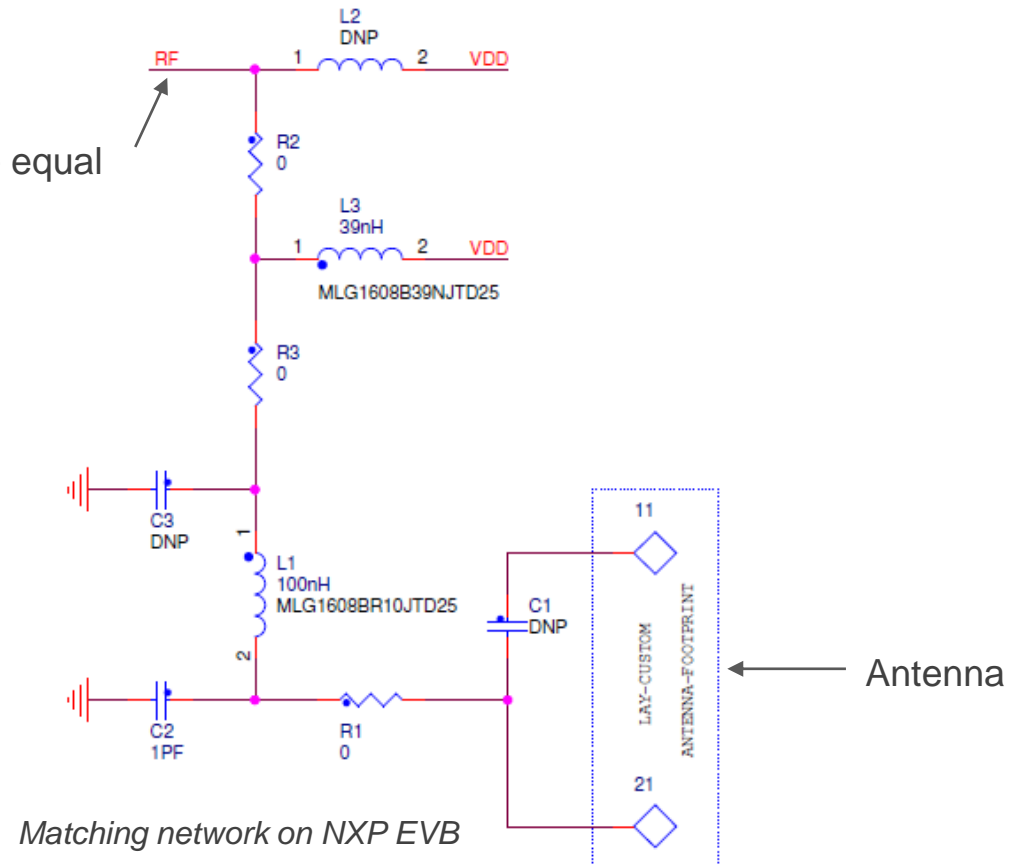 L2
DNP
RF
1
2
VDD
equal
R2
0
L3
39nH
1
2
VDD
MLG1608B39NJTD25
R3
0
C3
DNP
1
L1
100nH
MLG1608BR10JTD25
2
11
C1
DNP
LAY-CUSTOM
ANTENNA-FOOTPRINT
Antenna
C2
1PF
R1
0
21
Matching network on NXP EVB